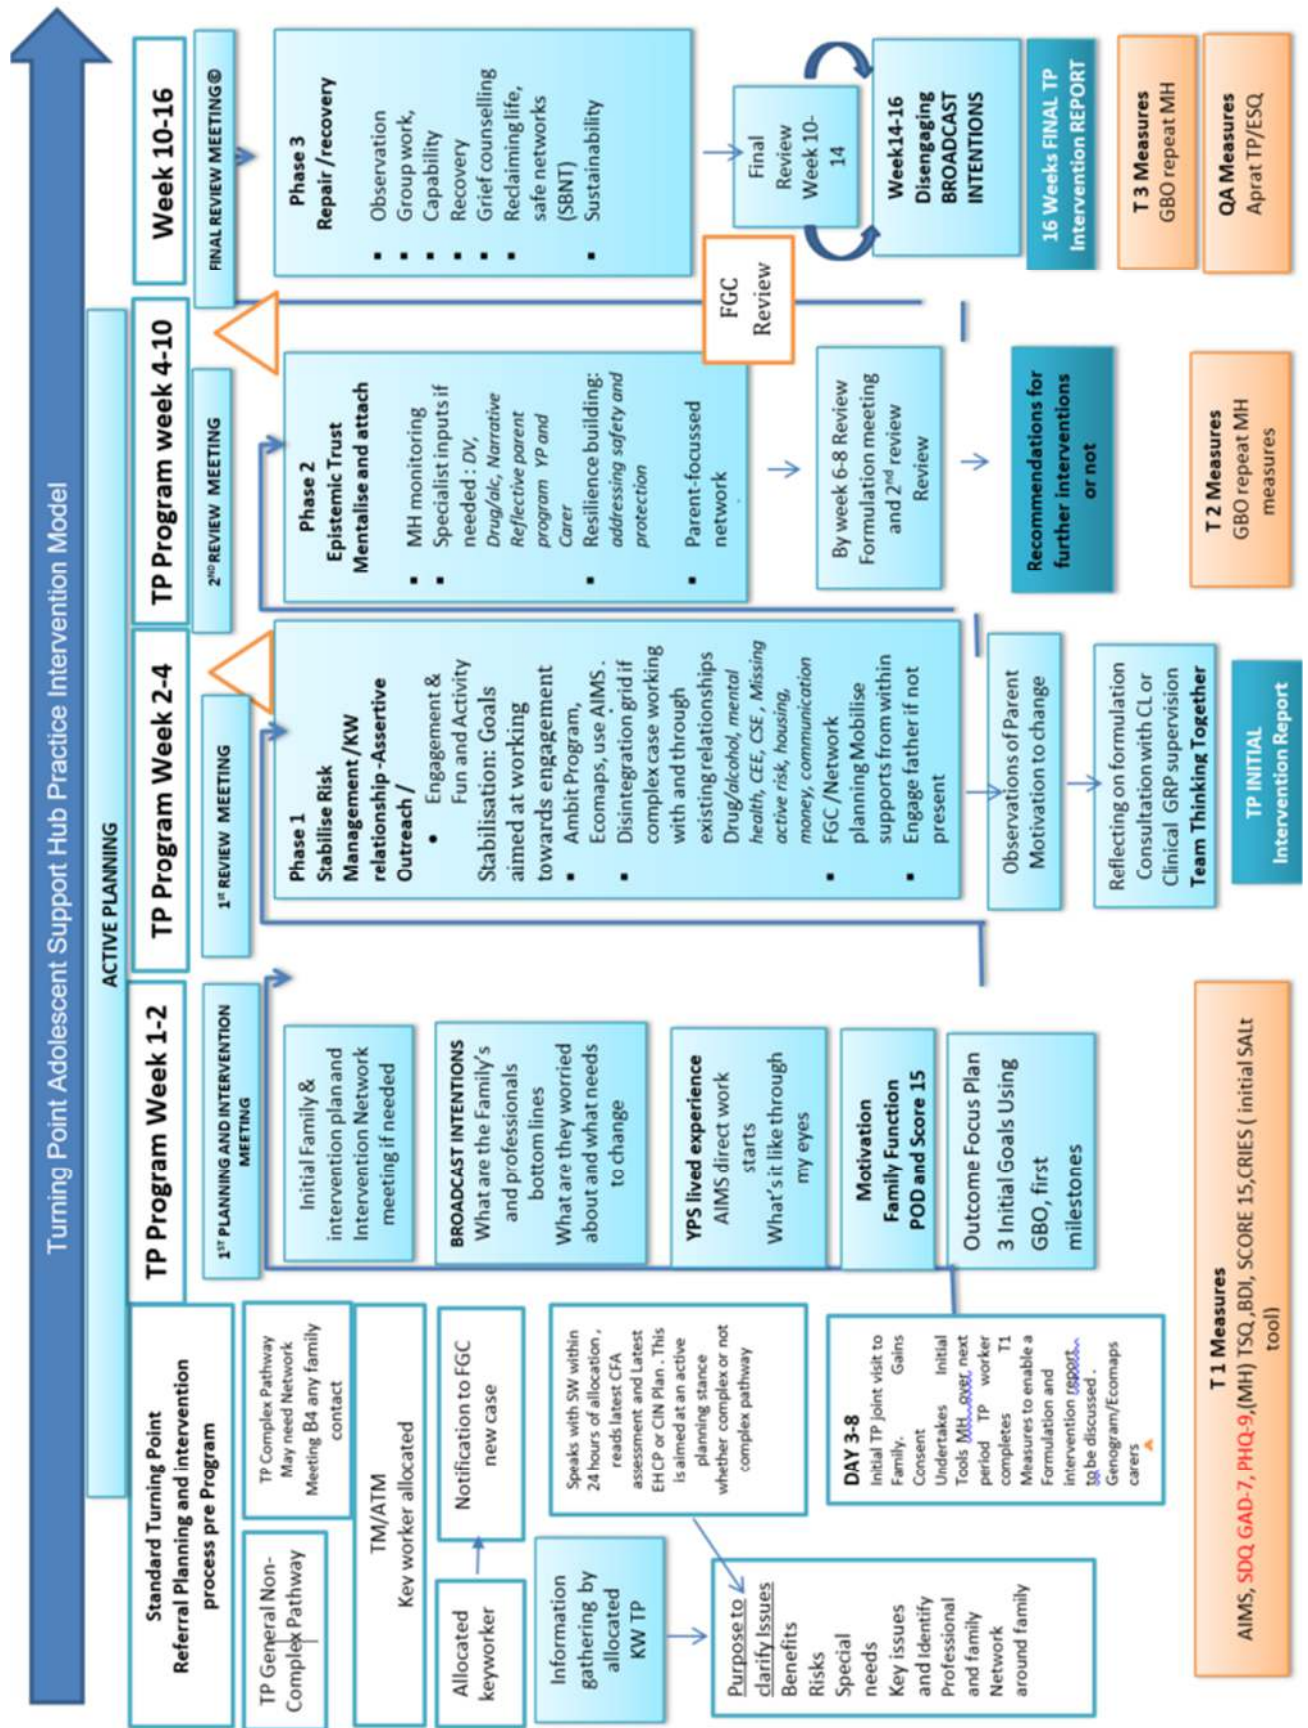 Turning Point Adolescent Support Hub Practice Intervention Model
ACTIVE PLANNING
Standard Turning Point
Referral Planning and intervention
process pre Program
TP General Non-
Complex Pathway
TP Complex Pathway
May need Network
Meeting B4 any family
contact
TM/ATM
Key worker allocated
Allocated
keyworker
Notification to FGC
new case
Information
gathering by
allocated
KW TP
Speaks with SW within
24 hours of allocation ,
reads latest CFA
assessment and Latest
EHCP or CIN Plan . This
is aimed at an active
planning stance
whether complex or not
complex pathway
Purpose to
clarify Issues
Benefits
Risks
Special
needs
Key issues
and Identify
Professional
and family
Network
around family
DAY 3-8
Initial TP joint visit to
Family. Gains
Consent
Undertakes Initial
Tools MH over next
period TP worker
completes T1
Measures to enable a
Formulation and
intervention report
to be discussed .
Genogram/Ecomaps
carers
TP Program Week 1-2
1ST PLANNING AND INTERVENTION
MEETING
Initial Family &
intervention plan and
Intervention Network
meeting if needed
BROADCAST INTENTIONS
What are the Family's
and professionals
bottom lines
What are they worried
about and what needs
to change
YPS lived experience
AIMS direct work
starts
What's it like through
my eyes
Motivation
Family Function
POD and Score 15
Outcome Focus Plan
3 Initial Goals Using
GBO, first
milestones
T 1 Measures
AIMS, SDQ GAD-7, PHQ-9,(MH) TSQ ,BDI, SCORE 15,CRIES ( initial SALt
tool)
TP Program Week 2-4
1ST REVIEW MEETING
Phase 1
Stabilise Risk
Management /KW
relationship -Assertive
Outreach /
• Engagement &
Fun and Activity
Stabilisation: Goals
aimed at working
towards engagement
▪ Ambit Program,
Ecomaps, use AIMS .
▪ Disintegration grid if
complex case working
with and through
existing relationships
Drug/alcohol, mental
health, CEE, CSE , Missing
active risk, housing,
money, communication
▪ FGC /Network
planning Mobilise
supports from within
▪ Engage father if not
present
Observations of Parent
Motivation to change
Reflecting on formulation
Consultation with CL or
Clinical GRP supervision
Team Thinking Together
TP INITIAL
Intervention Report
TP Program week 4-10
2ND REVIEW MEETING
Phase 2
Epistemic Trust
Mentalise and attach
▪ MH monitoring
▪ Specialist inputs if
needed : DV,
Drug/alc, Narrative
Reflective parent
program YP and
Carer
▪ Resilience building:
addressing safety and
protection
▪ Parent-focussed
network
By week 6-8 Review
Formulation meeting
and 2nd review
Review
Recommendations for
further interventions
or not
T 2 Measures
GBO repeat MH
measures
FGC
Review
Week 10-16
FINAL REVIEW MEETING©
Phase 3
Repair /recovery
▪ Observation
▪ Group work,
▪ Capability
▪ Recovery
▪ Grief counselling
▪ Reclaiming life,
safe networks
(SBNT)
▪ Sustainability
Final
Review
Week 10-
14
Week14-16
Disengaging
BROADCAST
INTENTIONS
16 Weeks FINAL TP
Intervention REPORT
T 3 Measures
GBO repeat MH
QA Measures
Aprat TP/ESQ